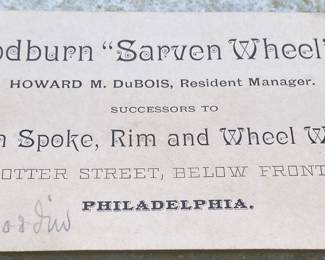 odburn "Sarven Wheel"
HOWARD M. DuBOIS, Resident Manager.
SUCCESSORS TO
n Spoke, Rim and Wheel W
OTTER STREET, BELOW FRONT
PHILADELPHIA.